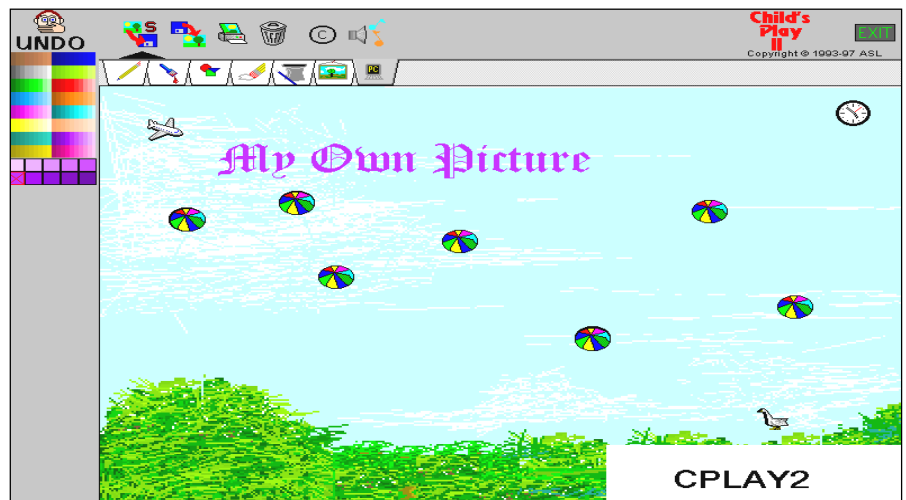 UNDO
S
©
Child's
Play
II
EXIT
Copyright © 1993-97 ASL
PC
My Own Picture
CPLAY2